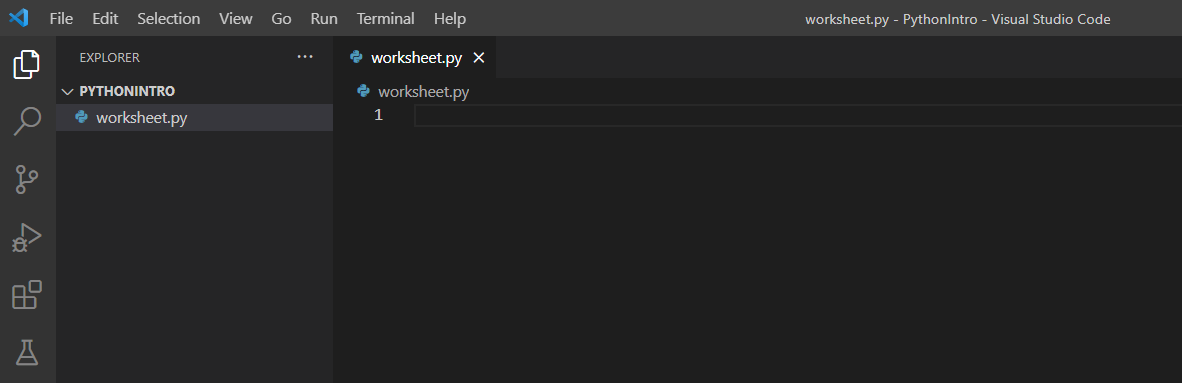 File Edit Selection View Go Run Terminal Help worksheet.py - PythonIntro - Visual Studio Code
EXPLORER ...
PYTHONINTRO
worksheet.py
worksheet.py
worksheet.py
1